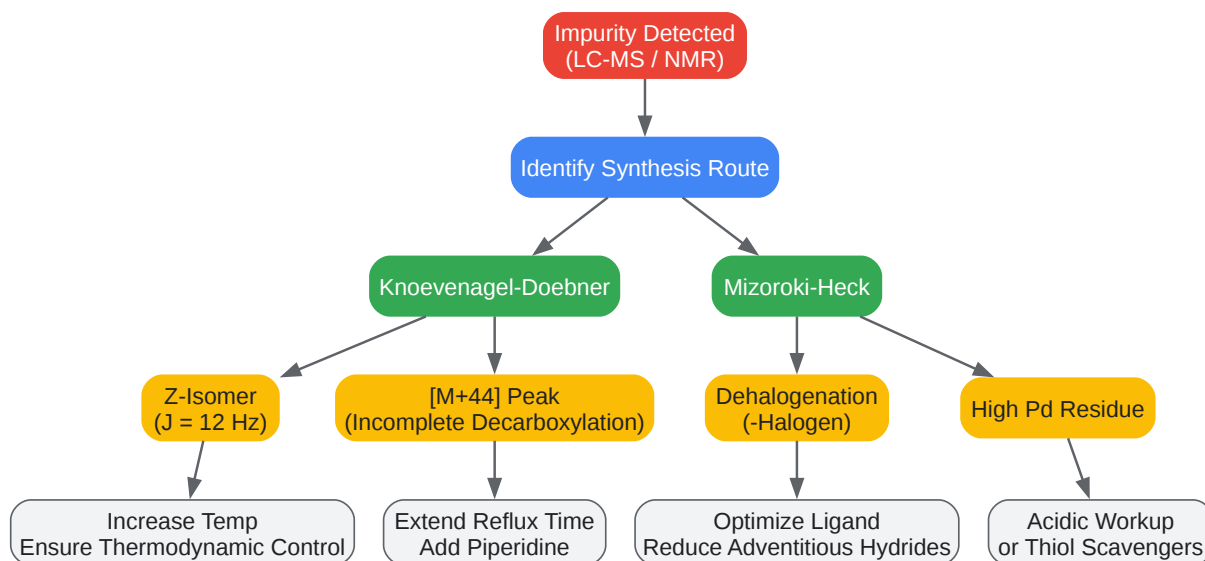 Impurity Detected
(LC-MS / NMR)
Identify Synthesis Route
Knoevenagel-Doebner
Mizoroki-Heck
Z-Isomer
(J = 12 Hz)
[M+44] Peak
(Incomplete Decarboxylation)
Dehalogenation
(-Halogen)
High Pd Residue
Increase Temp
Ensure Thermodynamic Control
Extend Reflux Time
Add Piperidine
Optimize Ligand
Reduce Adventitious Hydrides
Acidic Workup
or Thiol Scavengers